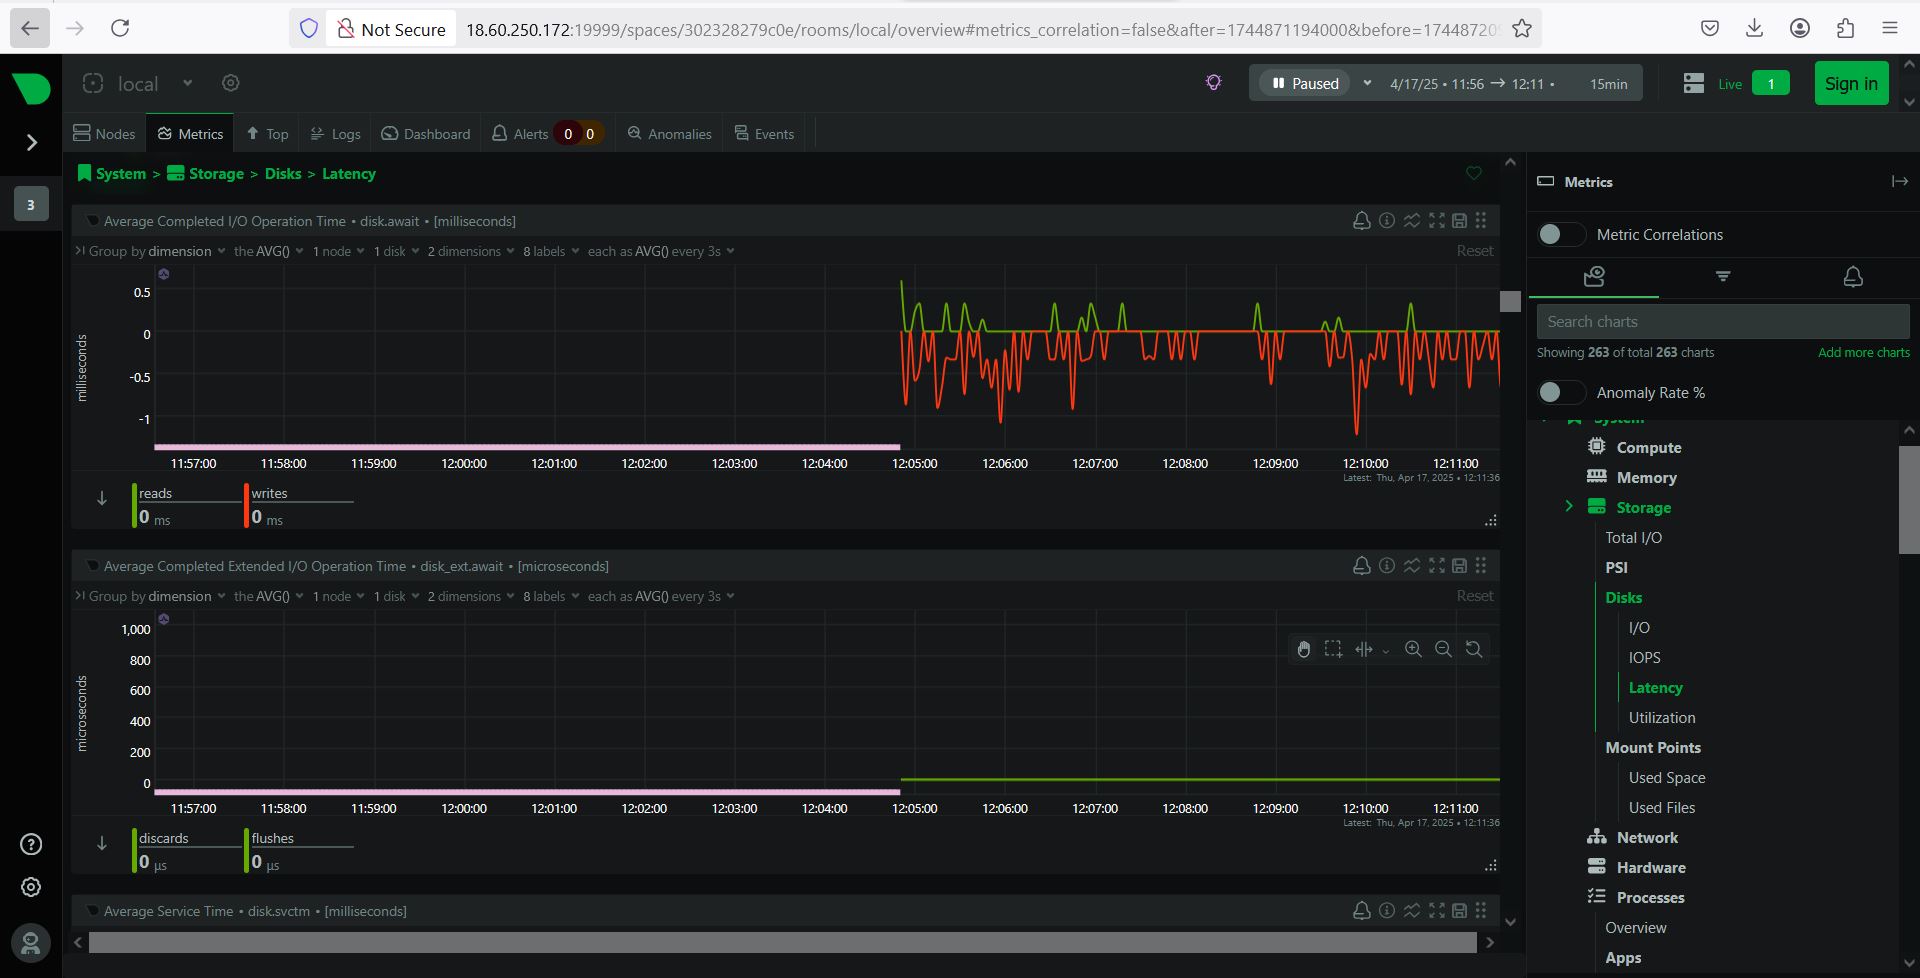 Not Secure 18.60.250.172:19999/spaces/302328279c0e/rooms/local/overview#metrics_correlation=false&after=1744871194000&before=174487209
local Paused 4/17/25 • 11:56 → 12:11 • 15min Live 1 Sign in
Nodes Metrics Top Logs Dashboard Alerts 0 0 Anomalies Events
3
System > Storage > Disks > Latency
Average Completed I/O Operation Time • disk.await • [milliseconds]
Group by dimension the AVG() 1 node 1 disk 2 dimensions 8 labels each as AVG() every 3s Reset
milliseconds
0.5
0
-0.5
-1
11:57:00 11:58:00 11:59:00 12:00:00 12:01:00 12:02:00 12:03:00 12:04:00 12:05:00 12:06:00 12:07:00 12:08:00 12:09:00 12:10:00 12:11:00
Latest: Thu, Apr 17, 2025 • 12:11:36
reads writes
0 ms 0 ms
Average Completed Extended I/O Operation Time • disk_ext.await • [microseconds]
Group by dimension the AVG() 1 node 1 disk 2 dimensions 8 labels each as AVG() every 3s Reset
microseconds
1,000
800
600
400
200
0
11:57:00 11:58:00 11:59:00 12:00:00 12:01:00 12:02:00 12:03:00 12:04:00 12:05:00 12:06:00 12:07:00 12:08:00 12:09:00 12:10:00 12:11:00
Latest: Thu, Apr 17, 2025 • 12:11:36
discards flushes
0 µs 0 µs
Average Service Time • disk.svctm • [milliseconds]
Metrics
Metric Correlations
Search charts
Showing 263 of total 263 charts Add more charts
Anomaly Rate %
System
Compute
Memory
Storage
Total I/O
PSI
Disks
I/O
IOPS
Latency
Utilization
Mount Points
Used Space
Used Files
Network
Hardware
Processes
Overview
Apps